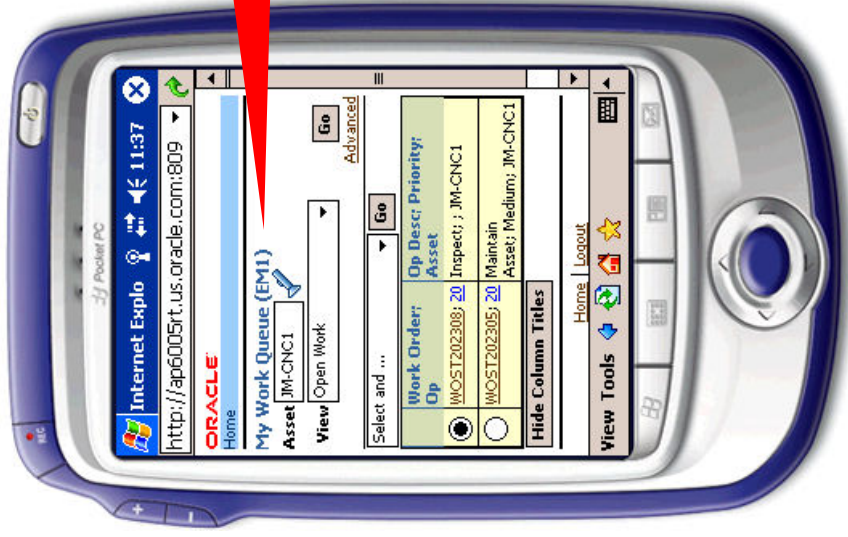 REC
Pocket PC
Internet Explo 11:37
http://ap6005rt.us.oracle.com:809
ORACLE
Home
My Work Queue (EM1)
Asset JM-CNC1
View Open Work Go
Advanced
Select and ... Go
Work Order; Op Desc; Priority;
Op Asset
WOST202308; 20 Inspect; ; JM-CNC1
WOST202305; 20 Maintain
Asset; Medium; JM-CNC1
Hide Column Titles
Home | Logout
View Tools